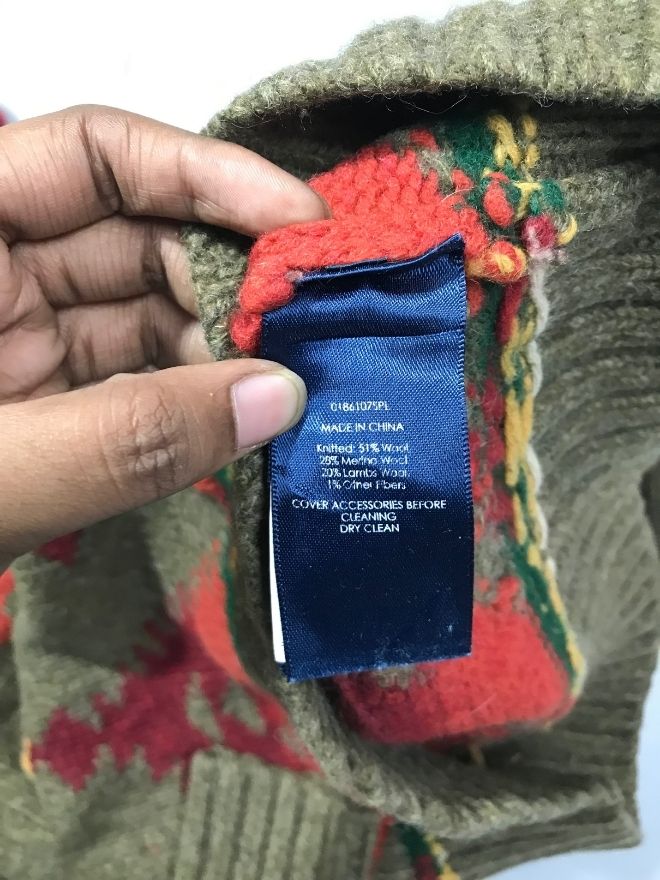 01861075PL
MADE IN CHINA
Knitted: 51% Wool
28% Merino Wool
20% Lambs Wool
1% Other Fibers
COVER ACCESSORIES BEFORE
CLEANING
DRY CLEAN